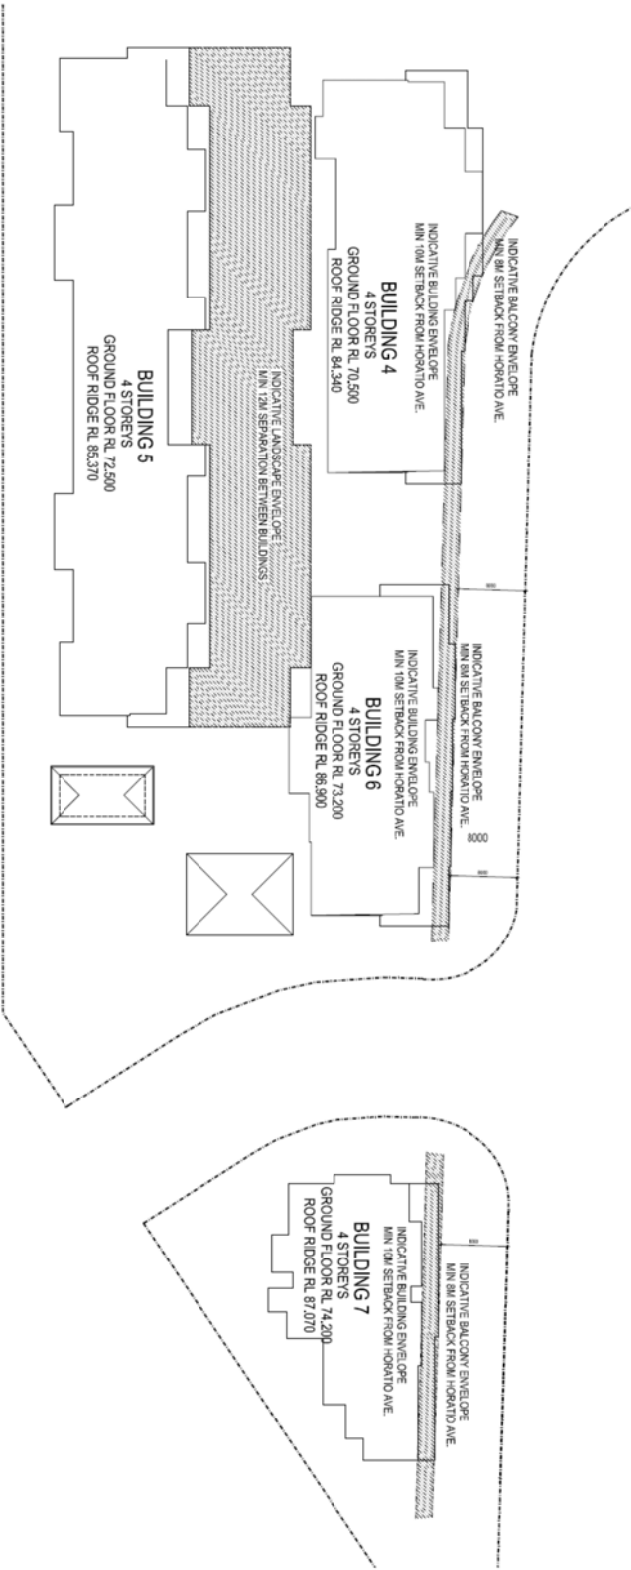 INDICATIVE BALCONY ENVELOPE
MIN 8M SETBACK FROM HORATIO AVE.
INDICATIVE BUILDING ENVELOPE
MIN 10M SETBACK FROM HORATIO AVE.
BUILDING 4
4 STOREYS
GROUND FLOOR RL 70.500
ROOF RIDGE RL 84.340
INDICATIVE LANDSCAPE ENVELOPE
MIN 12M SEPARATION BETWEEN BUILDINGS
BUILDING 5
4 STOREYS
GROUND FLOOR RL 72.500
ROOF RIDGE RL 85.370
INDICATIVE BALCONY ENVELOPE
MIN 8M SETBACK FROM HORATIO AVE.
8000
INDICATIVE BUILDING ENVELOPE
MIN 10M SETBACK FROM HORATIO AVE.
BUILDING 6
4 STOREYS
GROUND FLOOR RL 73.200
ROOF RIDGE RL 86.900
INDICATIVE BALCONY ENVELOPE
MIN 8M SETBACK FROM HORATIO AVE.
INDICATIVE BUILDING ENVELOPE
MIN 10M SETBACK FROM HORATIO AVE.
BUILDING 7
4 STOREYS
GROUND FLOOR RL 74.200
ROOF RIDGE RL 87.070